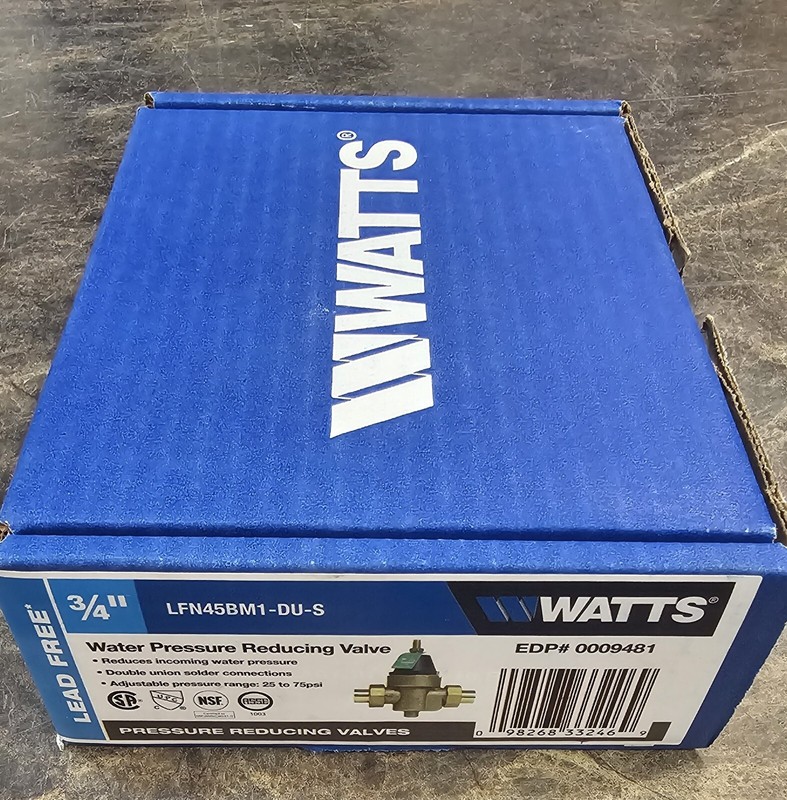 WATTS®
LEAD FREE*
3/4" LFN45BM1-DU-S
WATTS®
Water Pressure Reducing Valve
EDP# 0009481
• Reduces incoming water pressure
• Double union solder connections
• Adjustable pressure range: 25 to 75psi
NSF
1003
0 98268 33246 9
PRESSURE REDUCING VALVES